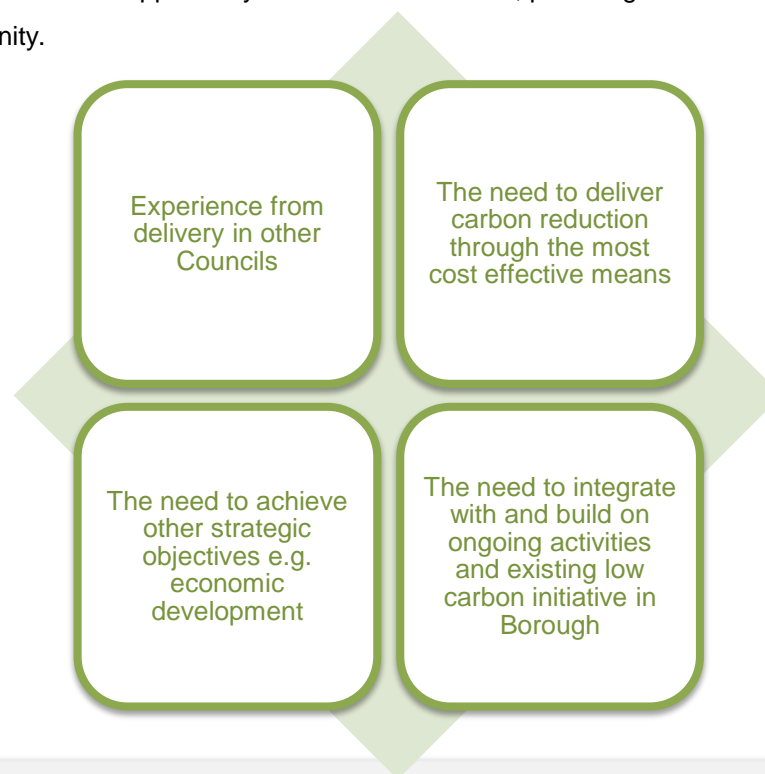 nity.
Experience from
delivery in other
Councils
The need to deliver
carbon reduction
through the most
cost effective means
The need to achieve
other strategic
objectives e.g.
economic
development
The need to integrate
with and build on
ongoing activities
and existing low
carbon initiative in
Borough